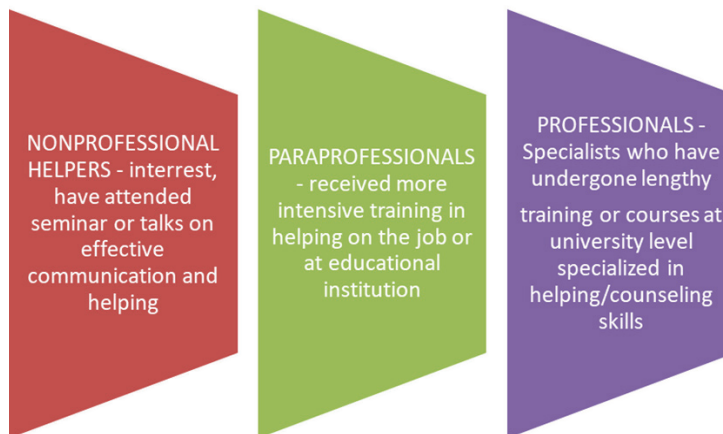 NONPROFESSIONAL
HELPERS - interrest,
have attended
seminar or talks on
effective
communication and
helping
PARAPROFESSIONALS
- received more
intensive training in
helping on the job or
at educational
institution
PROFESSIONALS -
Specialists who have
undergone lengthy
training or courses at
university level
specialized in
helping/counseling
skills